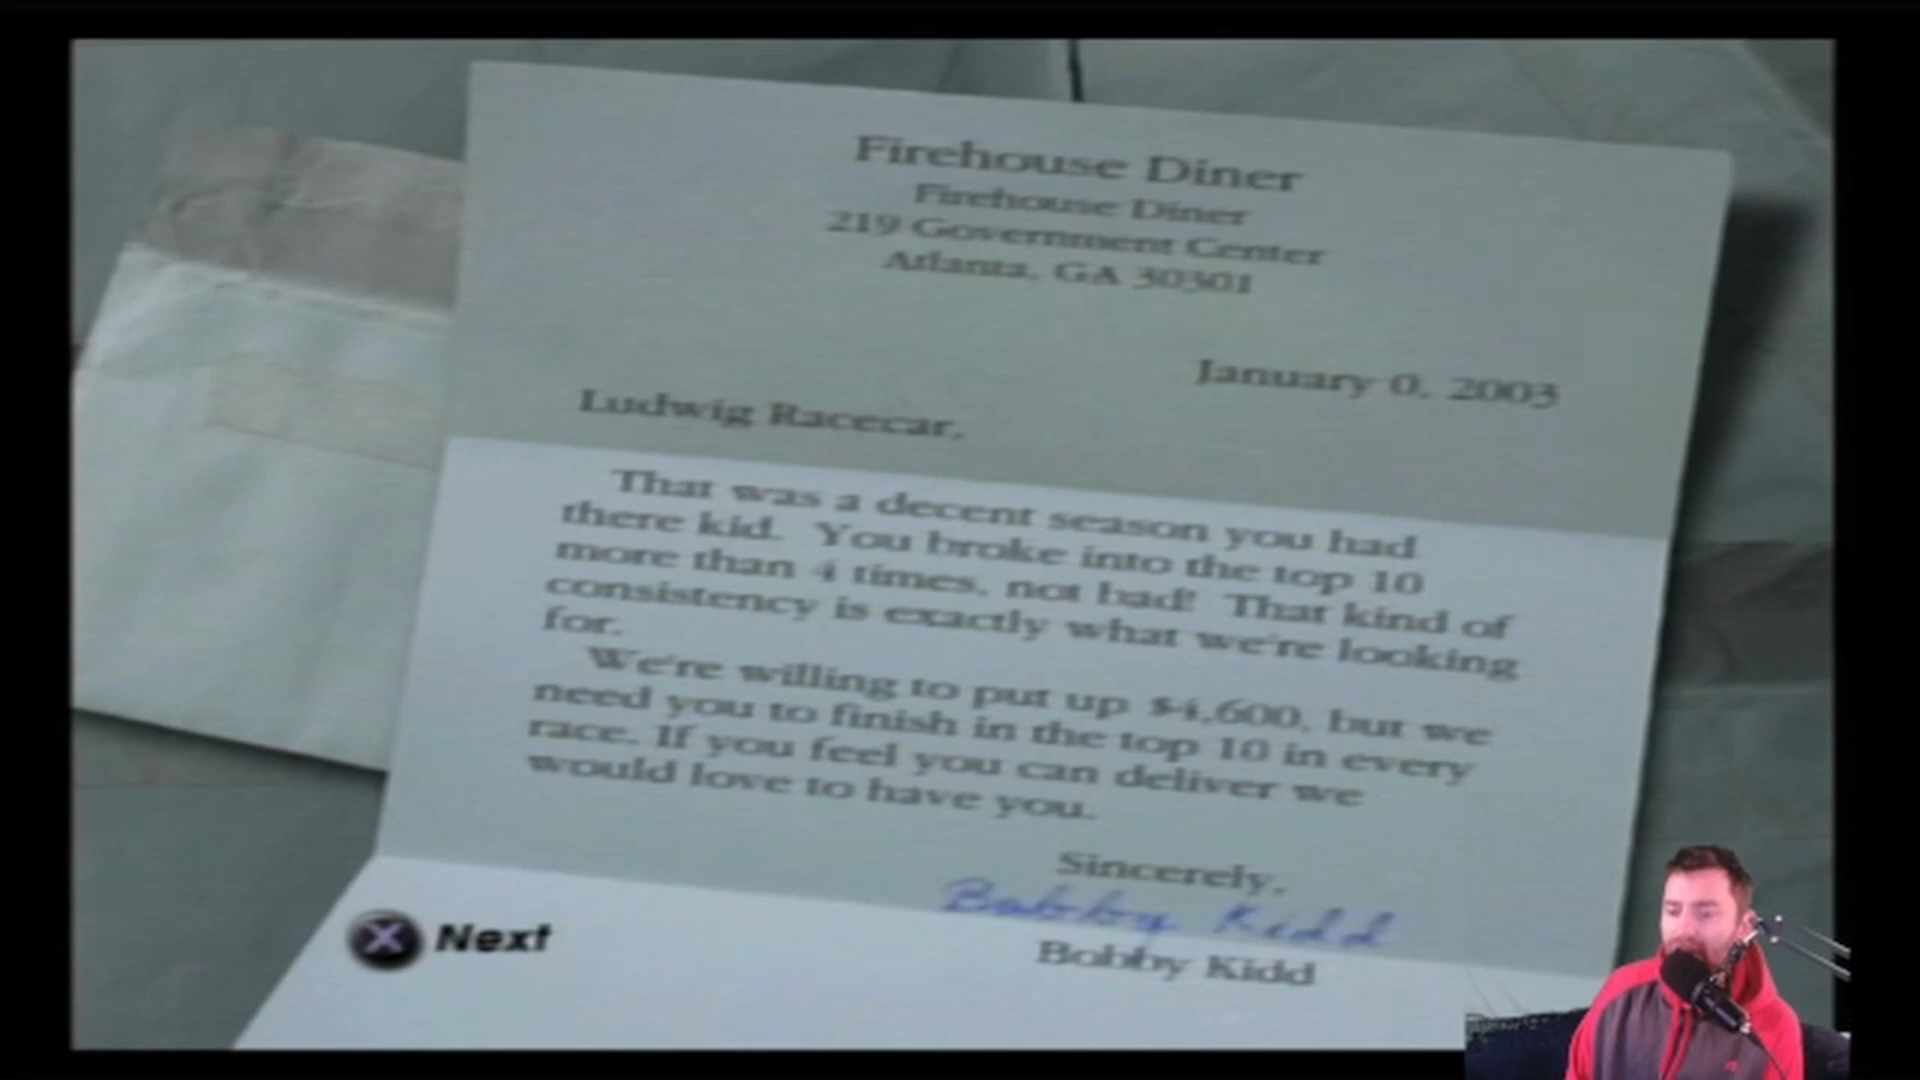 Firehouse Diner
Firehouse Diner
219 Government Center
Atlanta, GA 30301
January 0, 2003
Ludwig Racecar,
That was a decent season you had
there kid. You broke into the top 10
more than 4 times, not bad! That kind of
consistency is exactly what we're looking
for.
We're willing to put up $4,600, but we
need you to finish in the top 10 in every
race. If you feel you can deliver we
would love to have you.
Sincerely,
Bobby Kidd
Bobby Kidd
Next